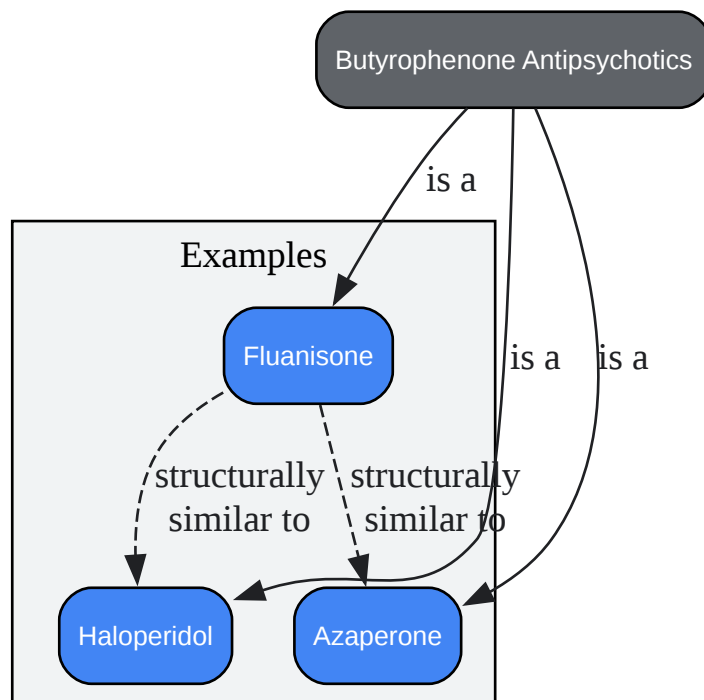 Butyrophenone Antipsychotics
is a
Examples
Fluanisone
is a
is a
structurally
similar to
structurally
similar to
Haloperidol
Azaperone